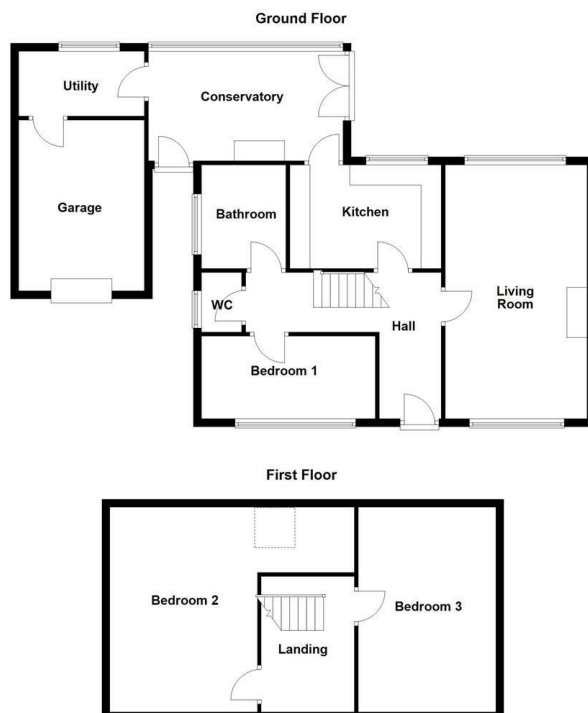 Ground Floor
Utility
Conservatory
Garage
Bathroom
Kitchen
WC
Living
Room
Hall
Bedroom 1
First Floor
Bedroom 2
Bedroom 3
Landing